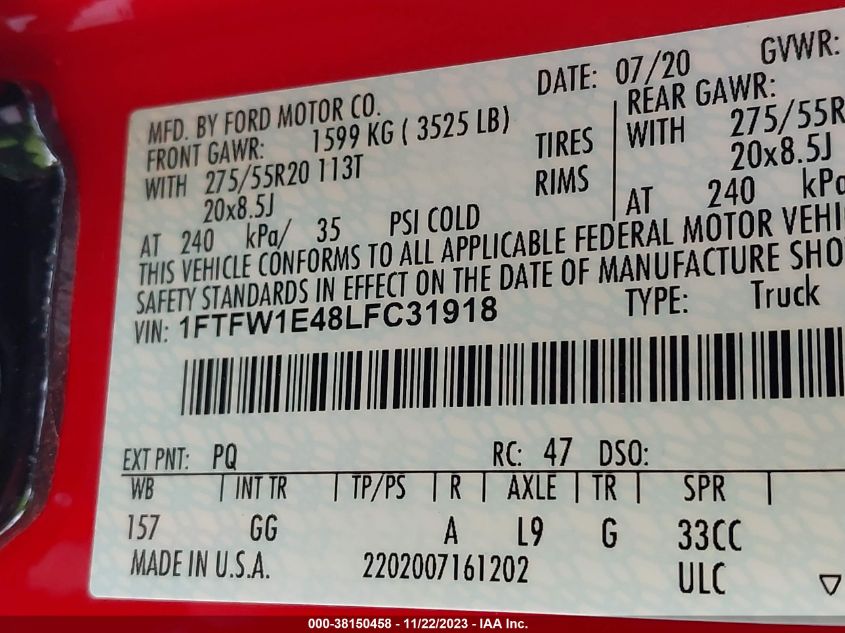 DATE: 07/20 GVWR:
MFD. BY FORD MOTOR CO.
FRONT GAWR: 1599 KG ( 3525 LB) REAR GAWR:
WITH 275/55R20 113T TIRES WITH 275/55R
20x8.5J RIMS 20x8.5J
AT 240 kPa/ 35 PSI COLD AT 240 kPa
THIS VEHICLE CONFORMS TO ALL APPLICABLE FEDERAL MOTOR VEHI
SAFETY STANDARDS IN EFFECT ON THE DATE OF MANUFACTURE SHO
VIN: 1FTFW1E48LFC31918 TYPE: Truck
EXT PNT: PQ RC: 47 DSO:
WB | INT TR | TP/PS | R | AXLE | TR | SPR |
157 GG A L9 G 33CC
MADE IN U.S.A. 2202007161202 ULC
000-38150458 - 11/22/2023 - IAA Inc.